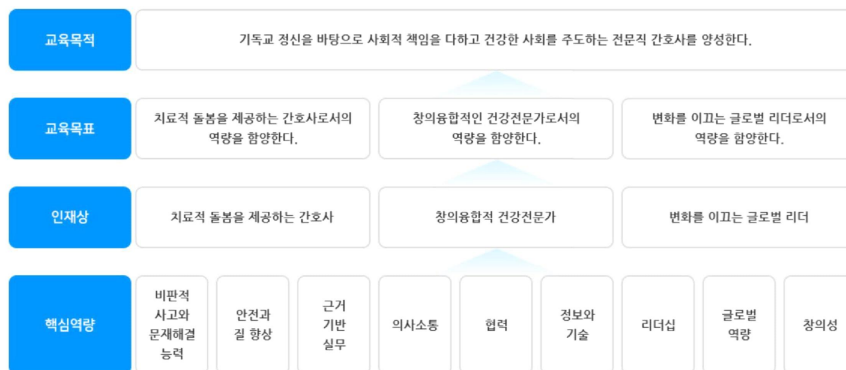 교육목적
기독교 정신을 바탕으로 사회적 책임을 다하고 건강한 사회를 주도하는 전문직 간호사를 양성한다.
교육목표
치료적 돌봄을 제공하는 간호사로서의
역량을 함양한다.
창의융합적인 건강전문가로서의
역량을 함양한다.
변화를 이끄는 글로벌 리더로서의
역량을 함양한다.
인재상
치료적 돌봄을 제공하는 간호사
창의융합적 건강전문가
변화를 이끄는 글로벌 리더
핵심역량
비판적
사고와
문재해결
능력
안전과
질 향상
근거
기반
실무
의사소통
협력
정보와
기술
리더십
글로벌
역량
창의성